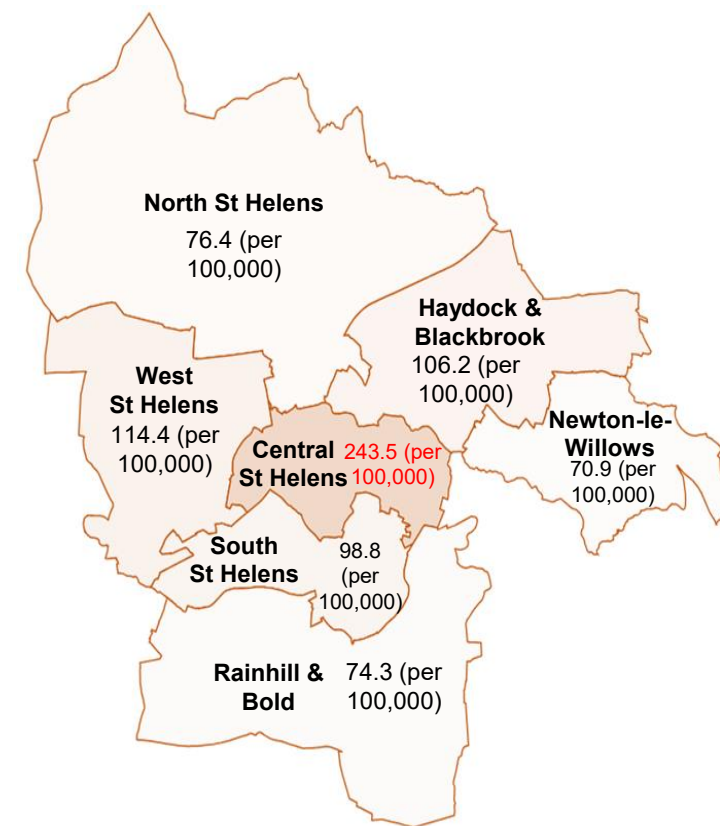 North St Helens
76.4 (per
100,000)
Haydock &
Blackbrook
106.2 (per
100,000)
West
St Helens
114.4 (per
100,000)
Newton-le-
Willows
70.9 (per
100,000)
Central
St Helens
243.5 (per
100,000)
South
St Helens
98.8
(per
100,000)
Rainhill &
Bold
74.3 (per
100,000)